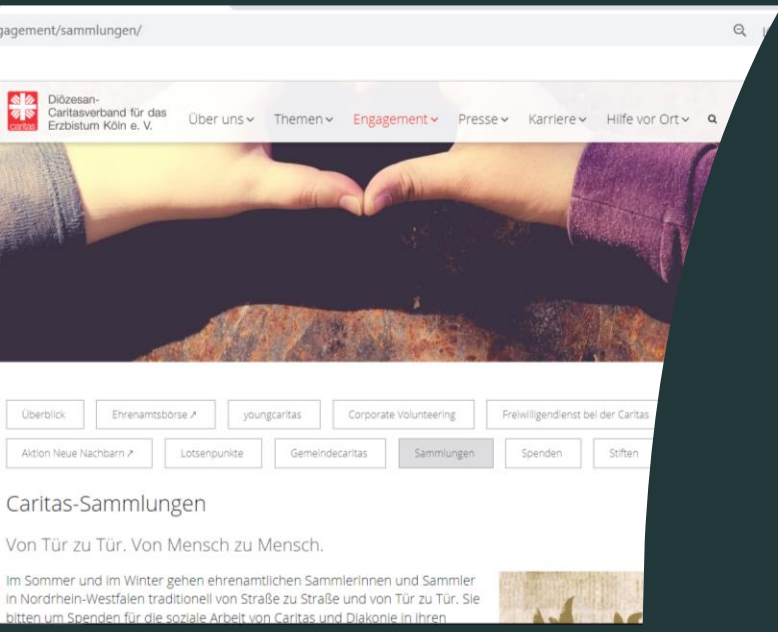 gagement/sammlungen/
caritas
Diözesan-
Caritasverband für das
Erzbistum Köln e. V.
Über uns Themen Engagement Presse Karriere Hilfe vor Ort
Überblick Ehrenamtsbörse youngcaritas Corporate Volunteering Freiwilligendienst bei der Caritas
Aktion Neue Nachbarn Lotsenpunkte Gemeindecaritas Sammlungen Spenden Stiften
Caritas-Sammlungen
Von Tür zu Tür. Von Mensch zu Mensch.
Im Sommer und im Winter gehen ehrenamtlichen Sammlerinnen und Sammler
in Nordrhein-Westfalen traditionell von Straße zu Straße und von Tür zu Tür. Sie
bitten um Spenden für die soziale Arbeit von Caritas und Diakonie in ihren